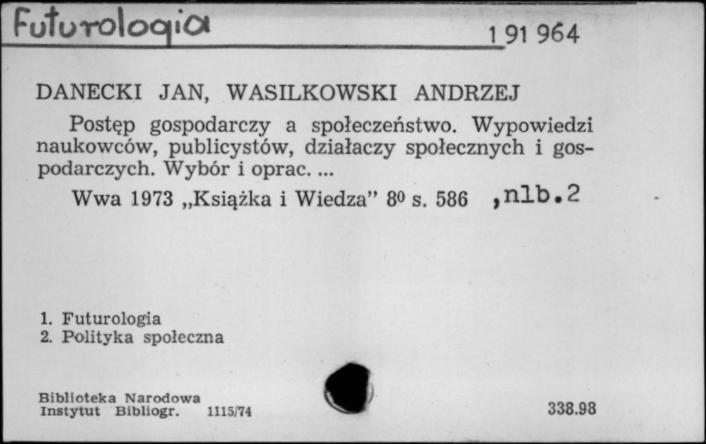 Futurologia
191 964
DANECKI JAN, WASILKOWSKI ANDRZEJ
Postęp gospodarczy a społeczeństwo. Wypowiedzi
naukowców, publicystów, działaczy społecznych i gos-
podarczych. Wybór i oprac. ...
Wwa 1973 „Książka i Wiedza” 8⁰ s. 586 ,nlb.2
1. Futurologia
2. Polityka społeczna
Biblioteka Narodowa
Instytut Bibliogr. 1115/74
338.98